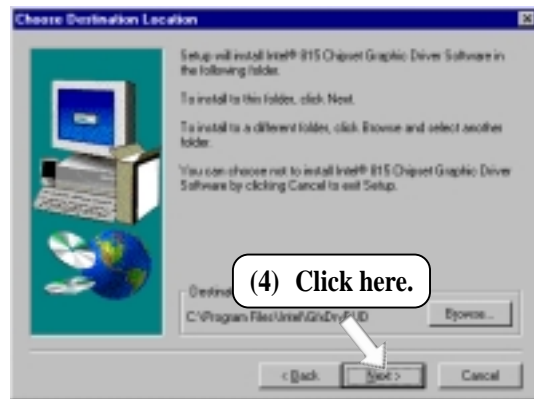 Choose Destination Location
Setup will install Intel® 815 Chipset Graphic Driver Software in
the following folder.
To install to this folder, click Next.
To install to a different folder, click Browse and select another
folder.
You can choose not to install Intel® 815 Chipset Graphic Driver
Software by clicking Cancel to exit Setup.
(4) Click here.
C:\Program Files\Intel\
Browse...
< Back
Next >
Cancel